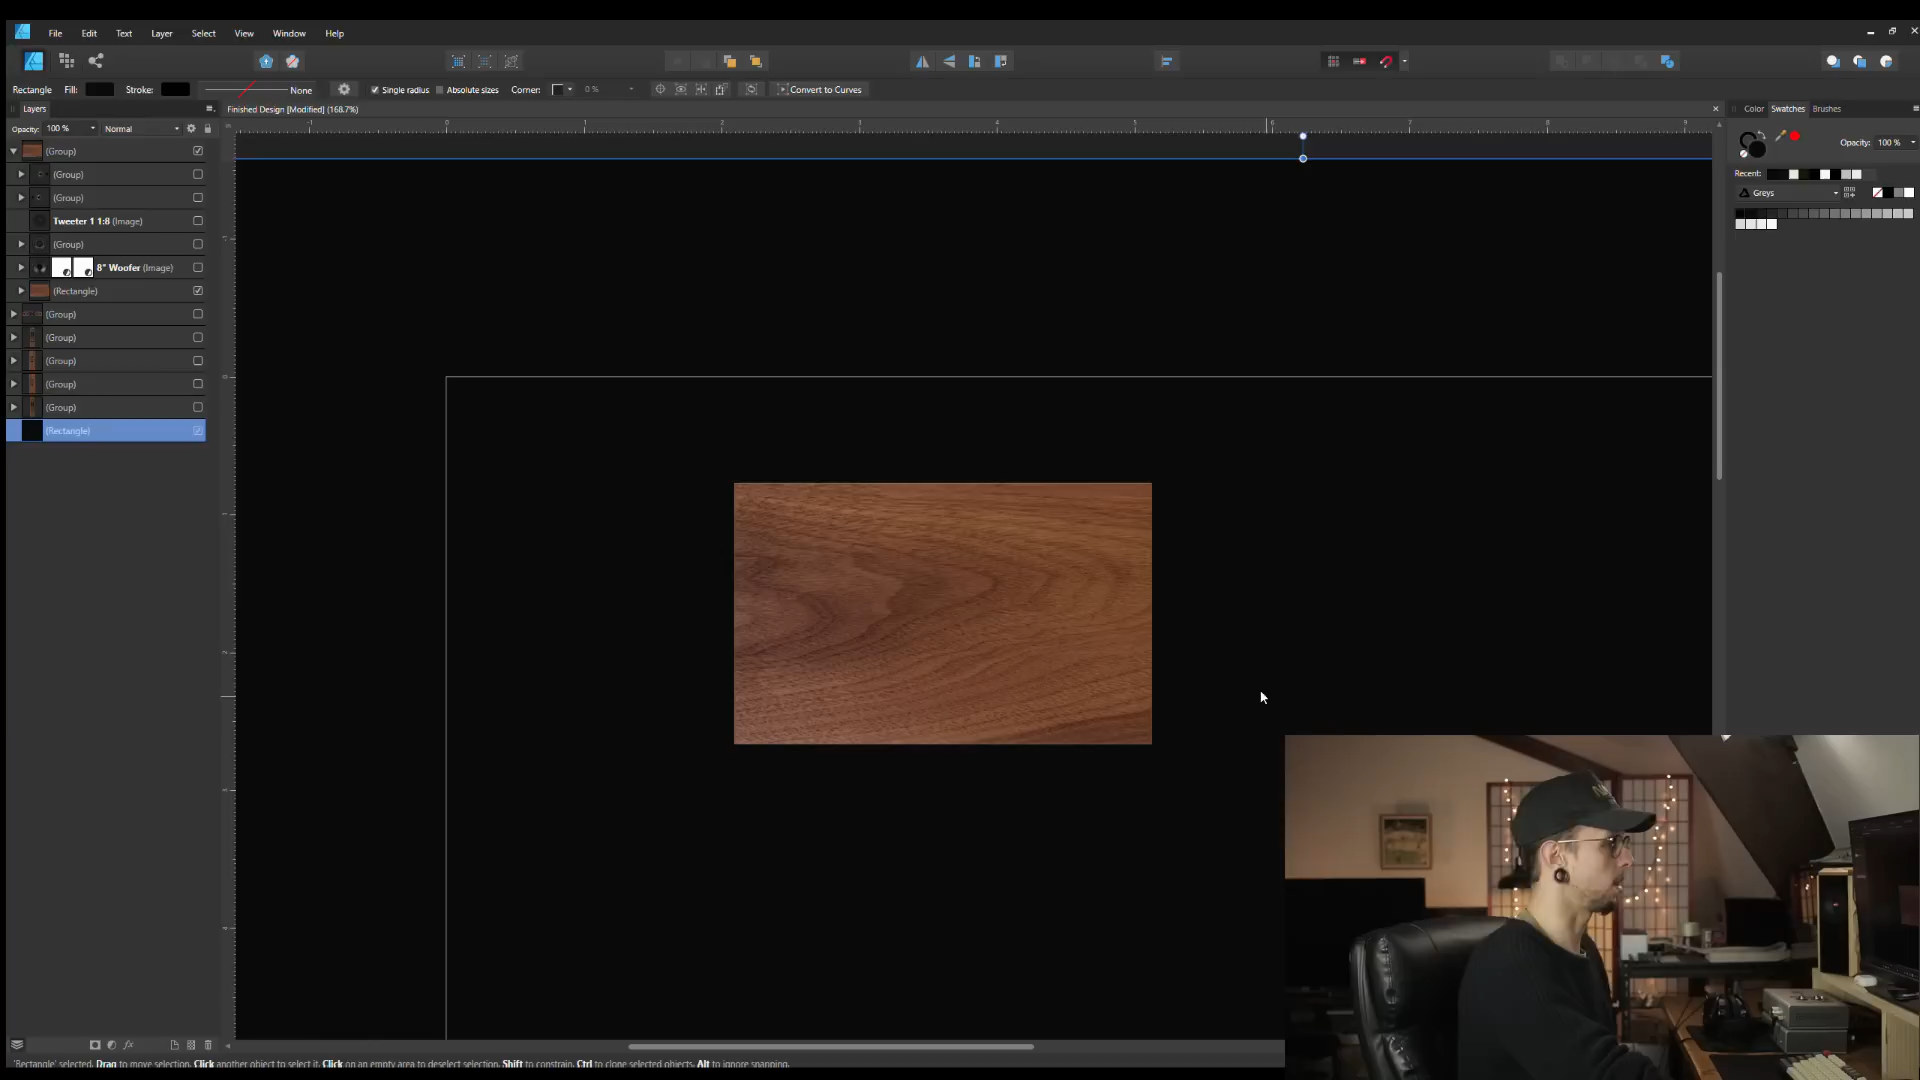 File Edit Text Layer Select View Window Help
Rectangle Fill: Stroke: None Single radius Absolute sizes Corner: 0 % Convert to Curves
Layers
Finished Design [Modified] (168.7%)
Color Swatches Brushes
Opacity: 100 % Normal
Opacity: 100 %
(Group)
Recent:
(Group)
Greys
(Group)
Tweeter 1 1:8 (Image)
(Group)
8" Woofer (Image)
(Rectangle)
(Group)
(Group)
(Group)
(Group)
(Group)
(Rectangle)
'Rectangle' selected. Drag to move selection. Click another object to select it. Click on an empty area to deselect selection. Shift to constrain. Ctrl to clone selected objects. Alt to ignore snapping.